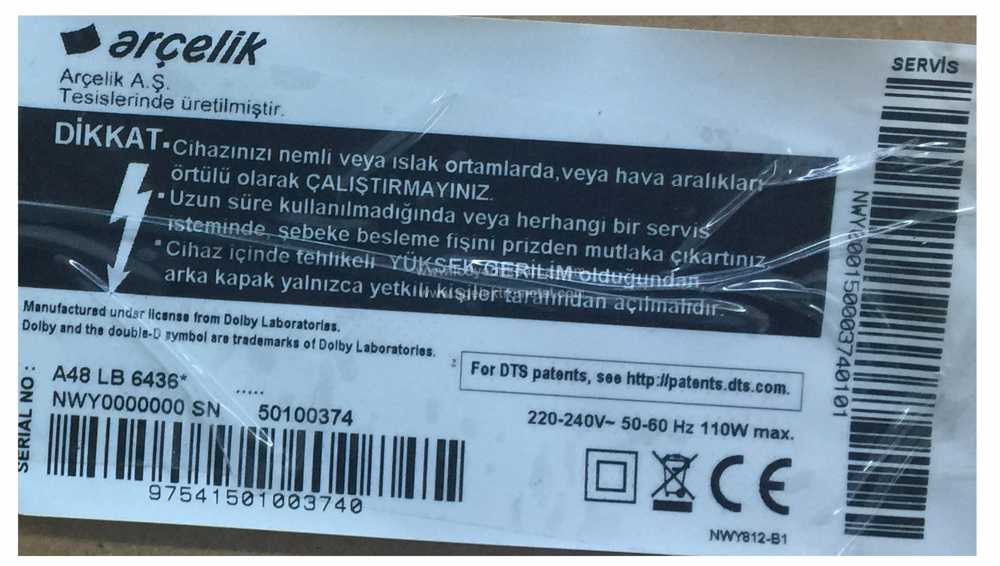 arçelik
Arçelik A.Ş.
Tesislerinde üretilmiştir.
SERVİS
DİKKAT
▪Cihazınızı nemli veya ıslak ortamlarda,veya hava aralıkları
örtülü olarak ÇALIŞTIRMAYINIZ.
▪Uzun süre kullanılmadığında veya herhangi bir servis
isteminde, şebeke besleme fişini prizden mutlaka çıkartınız
▪Cihaz içinde tehlikeli YÜKSEK GERİLİM olduğundan
arka kapak yalnızca yetkili kişiler tarafından açılmalıdır.
Manufactured under license from Dolby Laboratories.
Dolby and the double-D symbol are trademarks of Dolby Laboratories.
For DTS patents, see http://patents.dts.com.
SERIAL NO :
A48 LB 6436* .....
NWY0000000 SN 50100374
220-240V~ 50-60 Hz 110W max.
97541501003740
CE
NWY812-B1